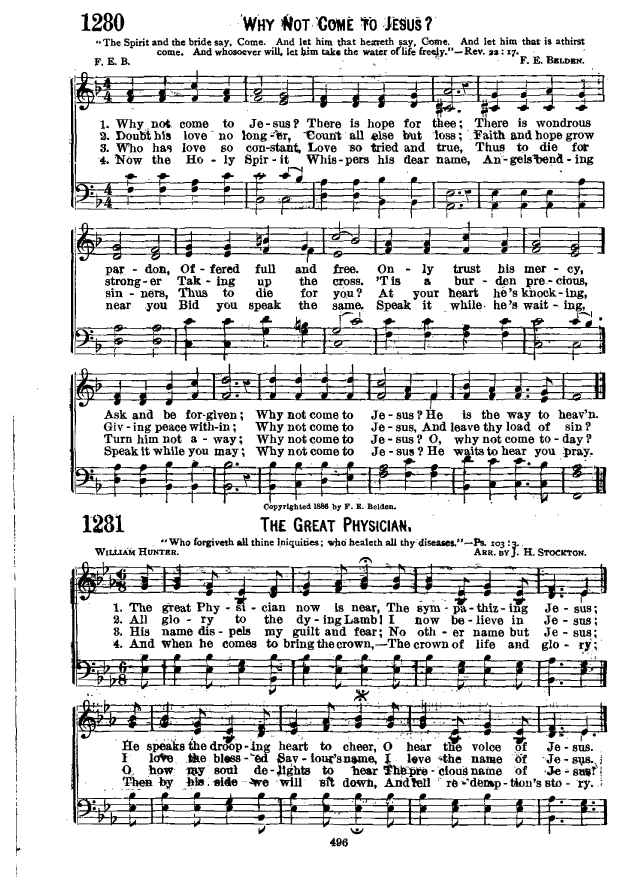 1280 WHY NOT COME TO JESUS?
"The Spirit and the bride say, Come. And let him that heareth say, Come. And let him that is athirst
come. And whosoever will, let him take the water of life freely."—Rev. 22:17.
F. E. B. F. E. BELDEN.
1. Why not come to Je-sus? There is hope for thee; There is wondrous
2. Doubt his love no long-er, Count all else but loss; Faith and hope grow
3. Who has love so con-stant, Love so tried and true, Thus to die for
4. Now the Ho-ly Spir-it Whis-pers his dear name, An-gels bend-ing
par-don, Of-fered full and free. On-ly trust his mer-cy,
strong-er Tak-ing up the cross. 'Tis a bur-den pre-cious,
sin-ners, Thus to die for you? At your heart he's knock-ing,
near you Bid you speak the same. Speak it while he's wait-ing,
Ask and be for-given; Why not come to Je-sus? He is the way to heav'n.
Giv-ing peace with-in; Why not come to Je-sus, And leave thy load of sin?
Turn him not a-way; Why not come to Je-sus? O, why not come to-day?
Speak it while you may; Why not come to Je-sus? He waits to hear you pray.
Copyrighted 1886 by F. E. Belden.
1281 THE GREAT PHYSICIAN.
"Who forgiveth all thine iniquities; who healeth all thy diseases."—Ps. 103:3.
WILLIAM HUNTER. ARR. BY J. H. STOCKTON.
1. The great Phy-si-cian now is near, The sym-pa-thiz-ing Je-sus;
2. All glo-ry to the dy-ing Lamb! I now be-lieve in Je-sus;
3. His name dis-pels my guilt and fear; No oth-er name but Je-sus;
4. And when he comes to bring the crown,—The crown of life and glo-ry;
He speaks the droop-ing heart to cheer, O hear the voice of Je-sus.
I love the bless-ed Sav-iour's name, I love the name of Je-sus.
O how my soul de-lights to hear The pre-cious name of Je-sus!
Then by his side we will sit down, And tell re-demp-tion's sto-ry.
496